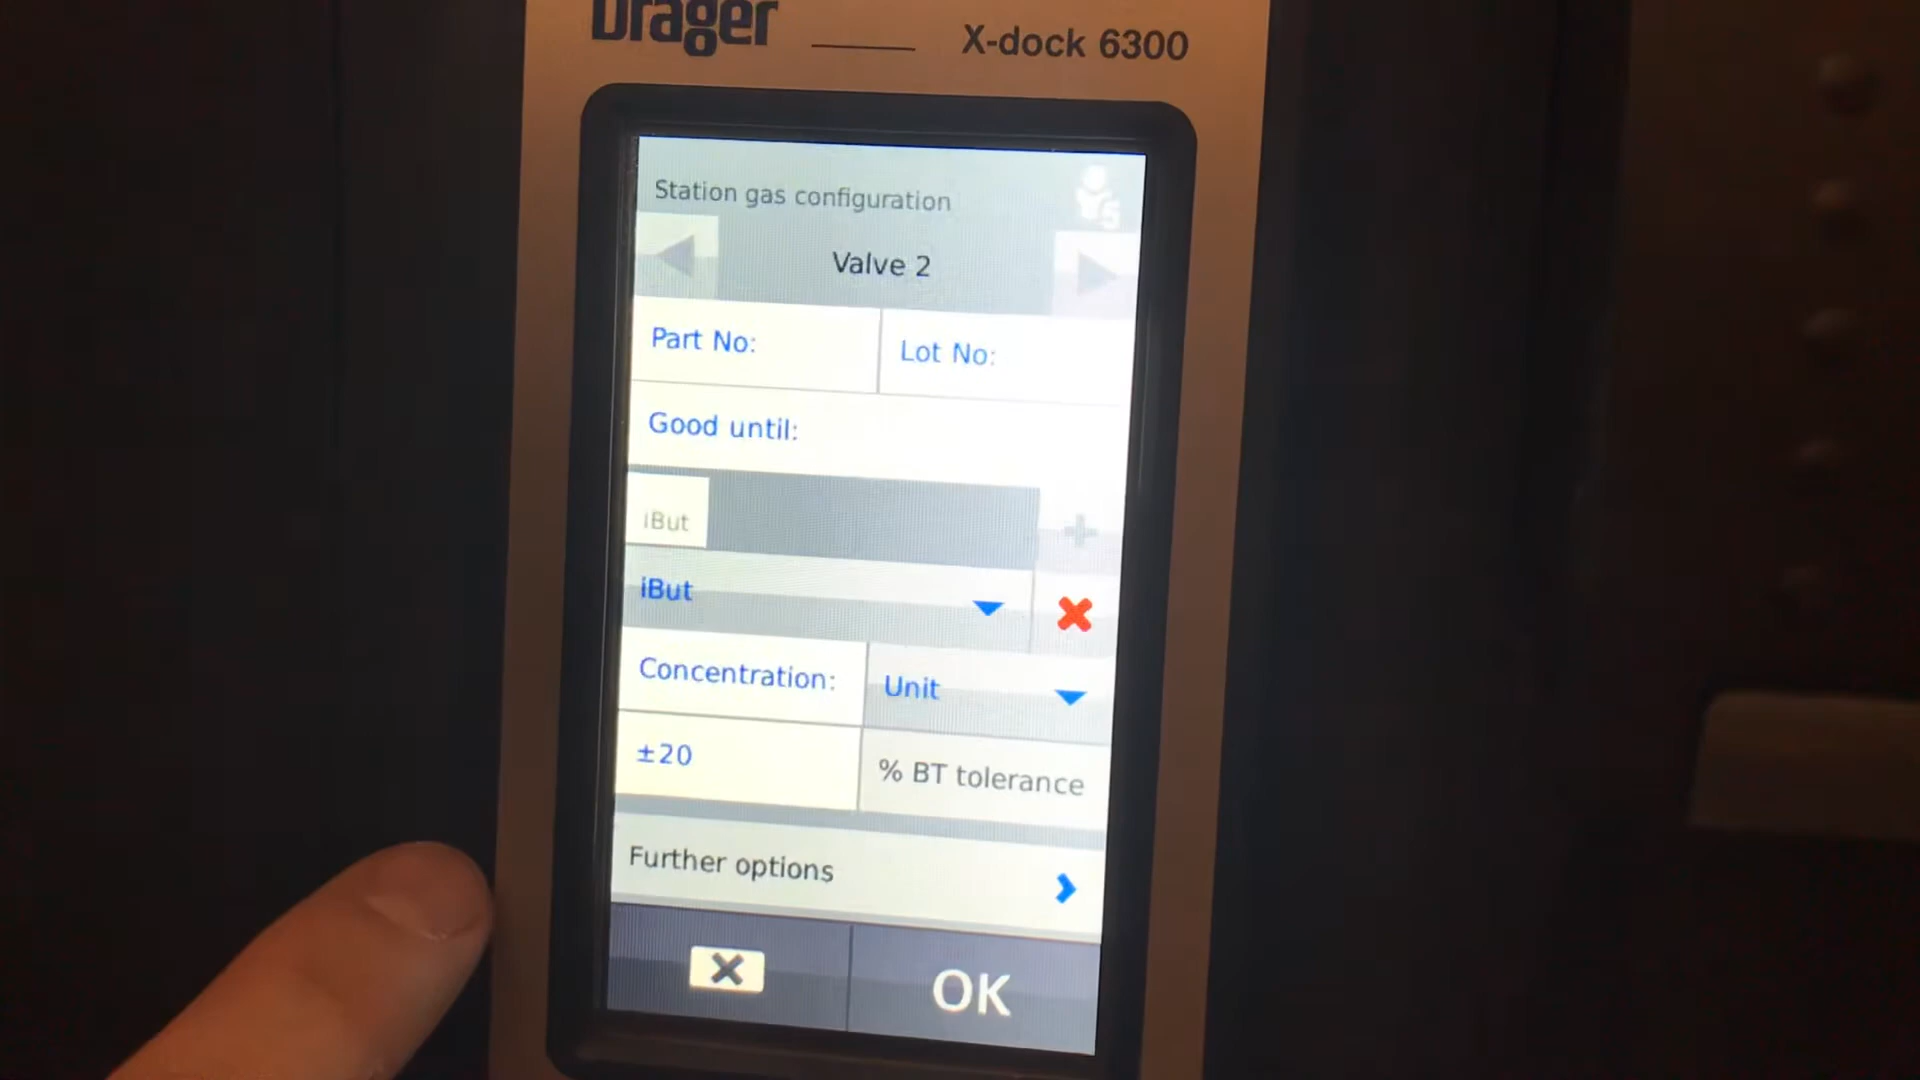 Dräger X-dock 6300
Station gas configuration
5
Valve 2
Part No: Lot No:
Good until:
iBut
iBut
Concentration: Unit
±20 % BT tolerance
Further options
OK